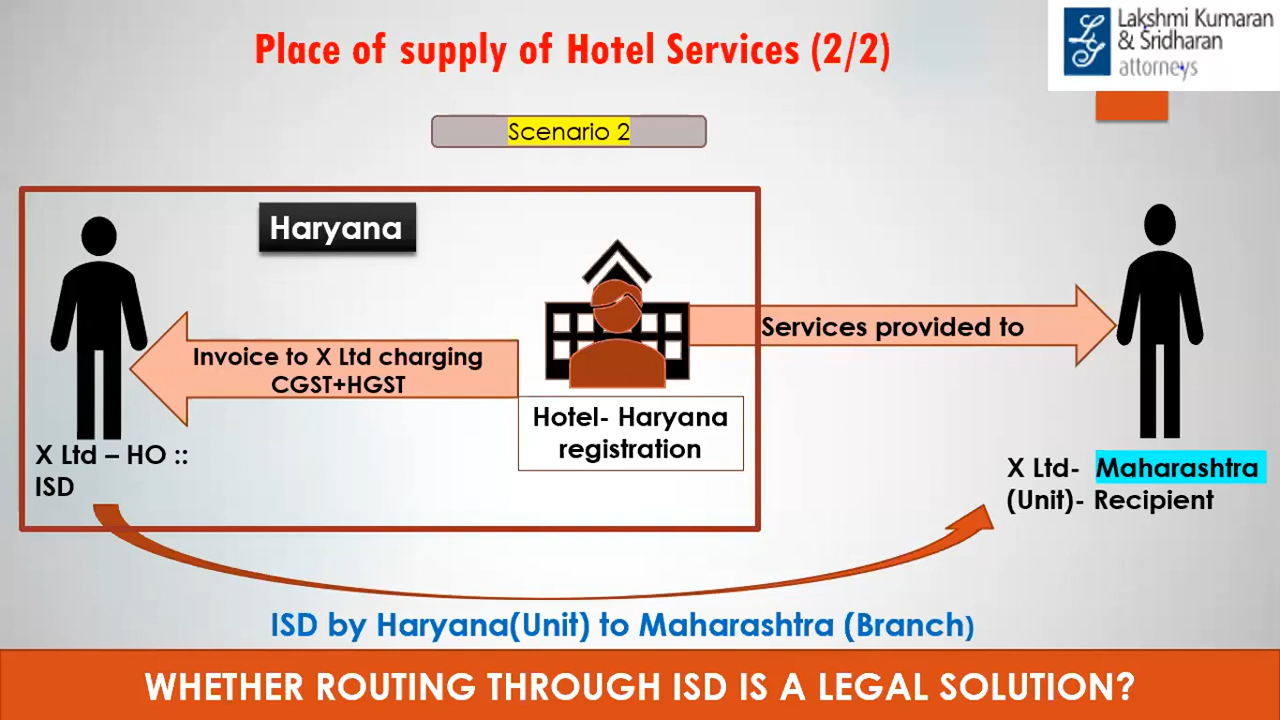 Place of supply of Hotel Services (2/2)
Lakshmi Kumaran
& Sridharan
attorneys
Scenario 2
Haryana
Invoice to X Ltd charging
CGST+HGST
Services provided to
Hotel- Haryana
registration
X Ltd – HO ::
ISD
X Ltd- Maharashtra
(Unit)- Recipient
ISD by Haryana(Unit) to Maharashtra (Branch)
WHETHER ROUTING THROUGH ISD IS A LEGAL SOLUTION?